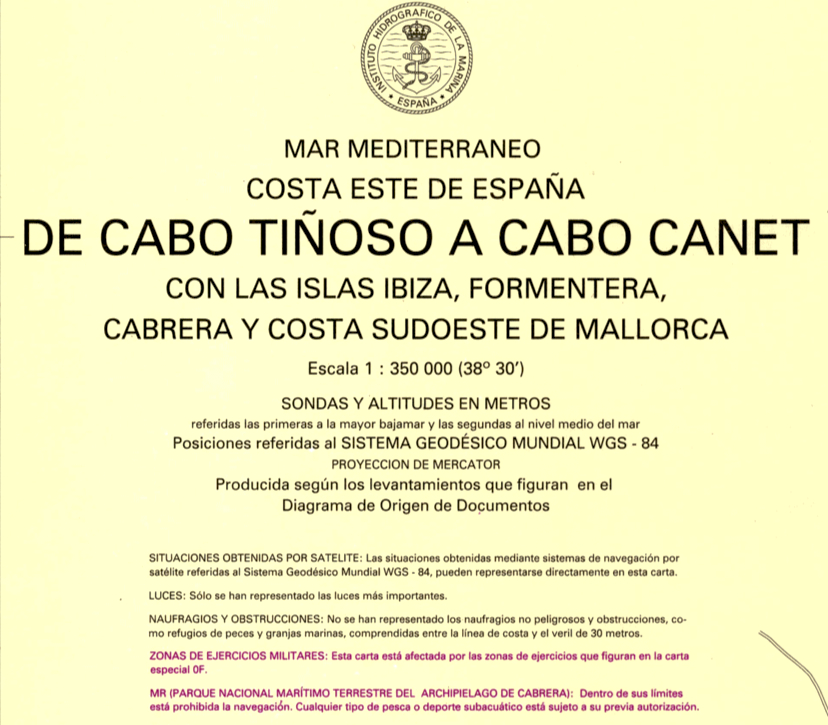 INSTITUTO HIDROGRAFICO DE LA MARINA
• ESPAÑA •
MAR MEDITERRANEO
COSTA ESTE DE ESPAÑA
DE CABO TIÑOSO A CABO CANET
CON LAS ISLAS IBIZA, FORMENTERA,
CABRERA Y COSTA SUDOESTE DE MALLORCA
Escala 1 : 350 000 (38º 30′)
SONDAS Y ALTITUDES EN METROS
referidas las primeras a la mayor bajamar y las segundas al nivel medio del mar
Posiciones referidas al SISTEMA GEODÉSICO MUNDIAL WGS - 84
PROYECCION DE MERCATOR
Producida según los levantamientos que figuran en el
Diagrama de Origen de Documentos
SITUACIONES OBTENIDAS POR SATELITE: Las situaciones obtenidas mediante sistemas de navegación por
satélite referidas al Sistema Geodésico Mundial WGS - 84, pueden representarse directamente en esta carta.
LUCES: Sólo se han representado las luces más importantes.
NAUFRAGIOS Y OBSTRUCCIONES: No se han representado los naufragios no peligrosos y obstrucciones, co-
mo refugios de peces y granjas marinas, comprendidas entre la línea de costa y el veril de 30 metros.
ZONAS DE EJERCICIOS MILITARES: Esta carta está afectada por las zonas de ejercicios que figuran en la carta
especial 0F.
MR (PARQUE NACIONAL MARÍTIMO TERRESTRE DEL ARCHIPIELAGO DE CABRERA): Dentro de sus límites
está prohibida la navegación. Cualquier tipo de pesca o deporte subacuático está sujeto a su previa autorización.